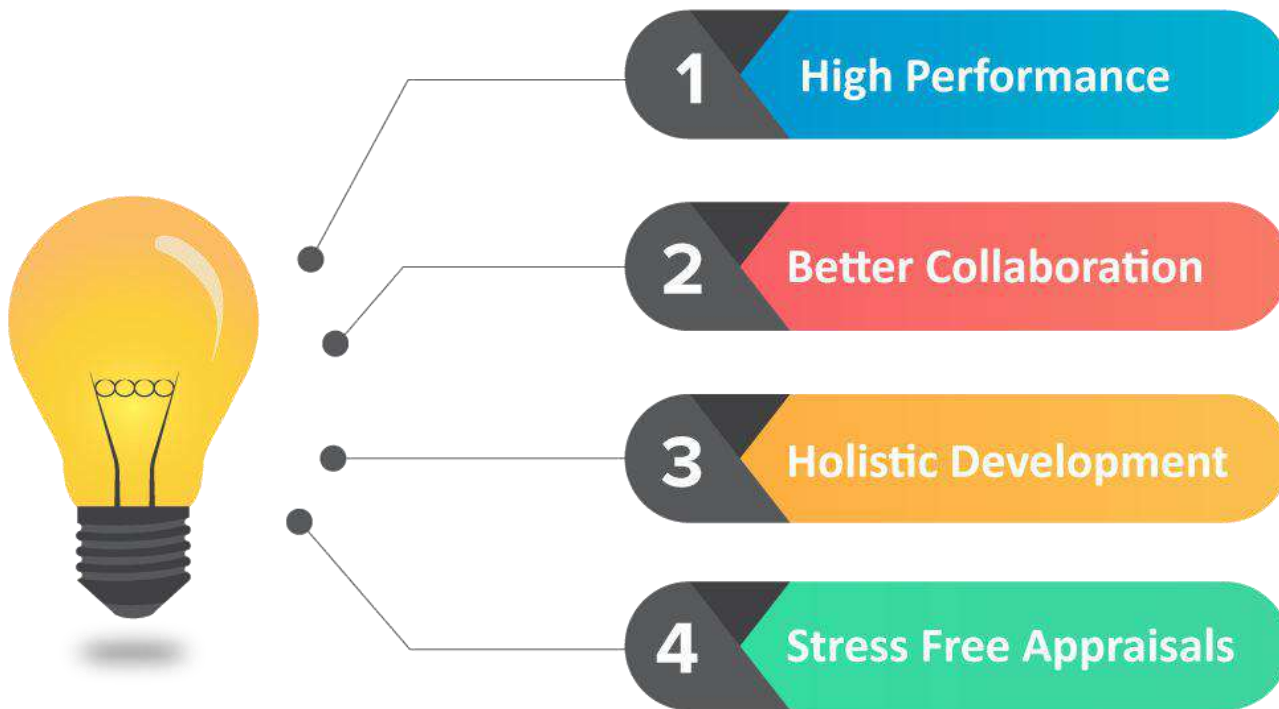 1 High Performance
2 Better Collaboration
3 Holistic Development
4 Stress Free Appraisals